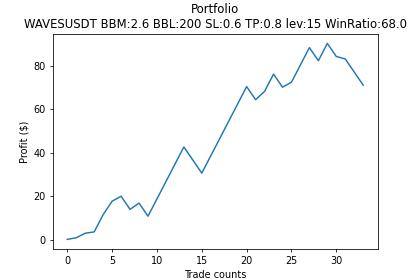 Portfolio
WAVESUSDT BBM:2.6 BBL:200 SL:0.6 TP:0.8 lev:15 WinRatio:68.0
Profit ($)
80
60
40
20
0
0 5 10 15 20 25 30
Trade counts